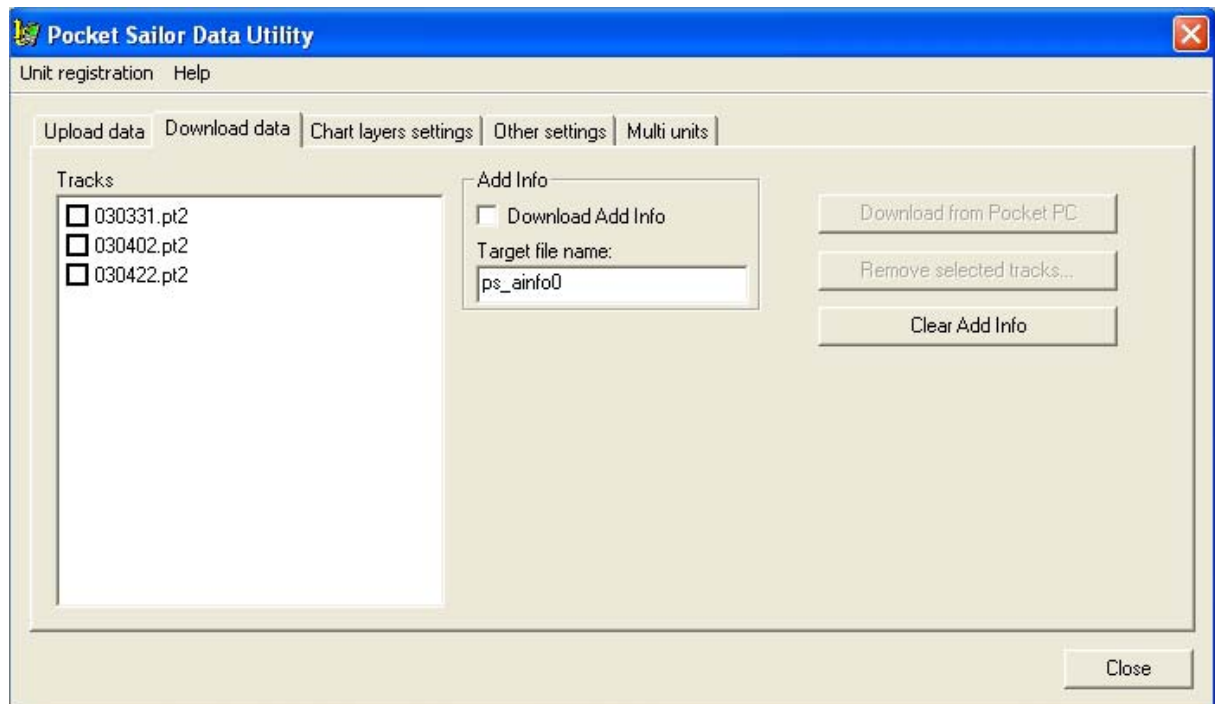 Pocket Sailor Data Utility
Unit registration Help
Upload data Download data Chart layers settings Other settings Multi units
Tracks
030331.pt2
030402.pt2
030422.pt2
Add Info
Download Add Info
Target file name:
ps_ainfo0
Download from Pocket PC
Remove selected tracks...
Clear Add Info
Close